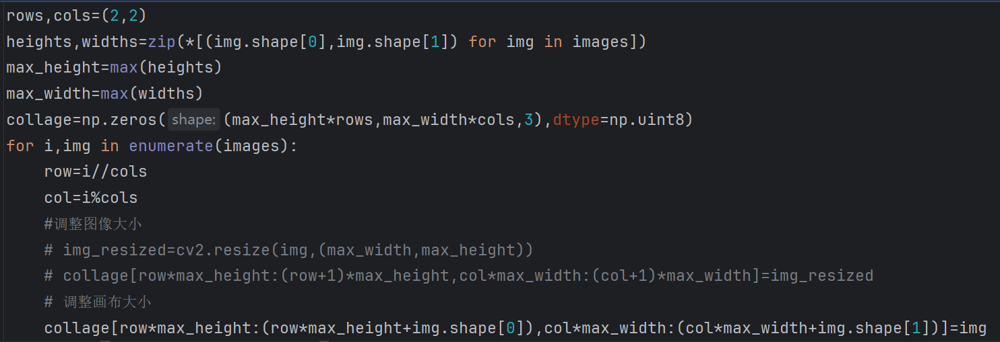 rows,cols=(2,2)
heights,widths=zip(*[(img.shape[0],img.shape[1]) for img in images])
max_height=max(heights)
max_width=max(widths)
collage=np.zeros( shape: (max_height*rows,max_width*cols,3),dtype=np.uint8)
for i,img in enumerate(images):
    row=i//cols
    col=i%cols
    #调整图像大小
    # img_resized=cv2.resize(img,(max_width,max_height))
    # collage[row*max_height:(row+1)*max_height,col*max_width:(col+1)*max_width]=img_resized
    # 调整画布大小
    collage[row*max_height:(row*max_height+img.shape[0]),col*max_width:(col*max_width+img.shape[1])]=img